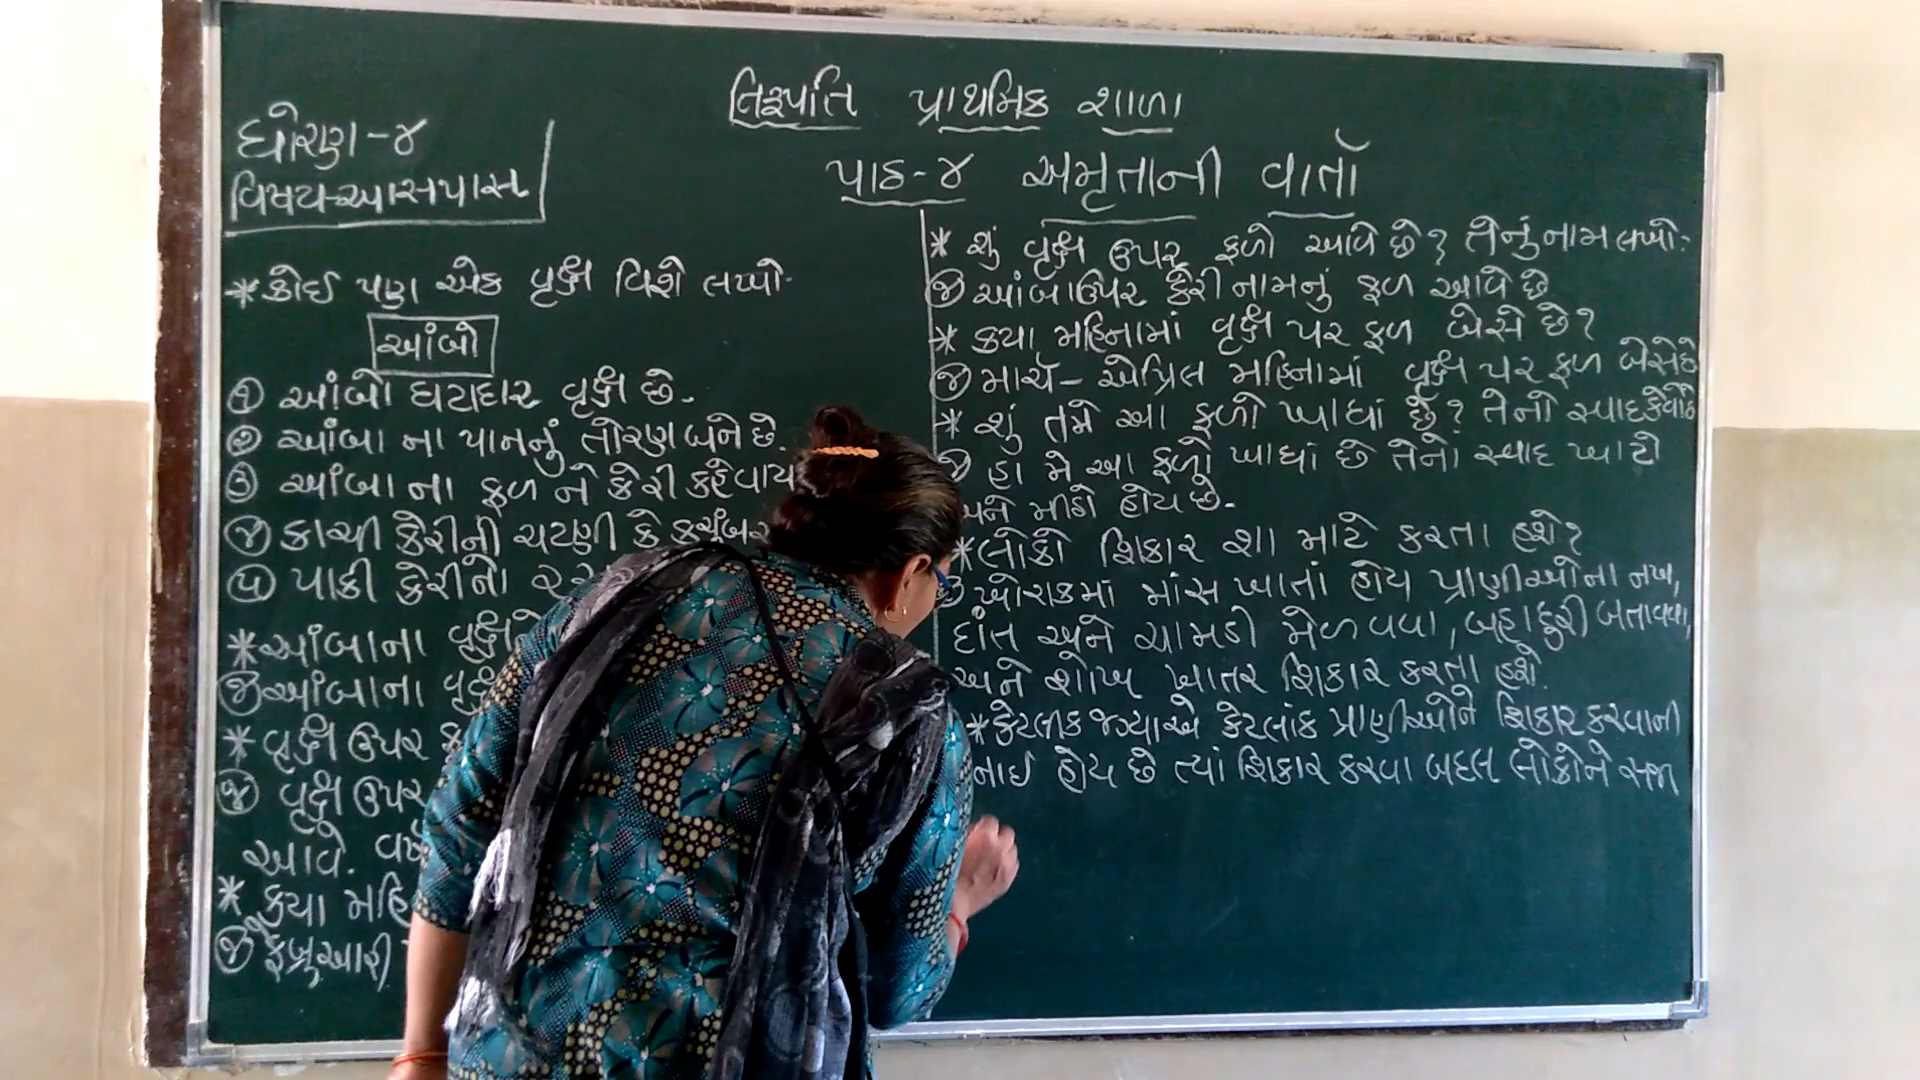 તિરૂપતિ પ્રાથમિક શાળા
ધોરણ-૪
વિષય-આસપાસ
પાઠ-૪ અમૃતાની વાર્તા
*કોઈ પણ એક વૃક્ષ વિશે લખો.
આંબો
૧ આંબો ઘટાદાર વૃક્ષ છે.
૨ આંબા ના પાનનું તોરણ બને છે.
૩ આંબા ના ફળ ને કેરી કહેવાય
૪ કાચી કેરીની ચટણી કે કચુંબર
૫ પાકી કેરીનો
*આંબાના
જ આંબાના
* વૃક્ષ ઉપર
જ વૃક્ષ ઉપર
આવે.
* કયા
જ ફેબ્રુઆરી
* શું વૃક્ષ ઉપર ફળો આવે છે? તેનું નામ લખો.
જ આંબા ઉપર કેરી નામનું ફળ આવે છે
* કયા મહિનામાં વૃક્ષ પર ફળ બેસે છે?
જ માર્ચ - એપ્રિલ મહિનામાં વૃક્ષ પર ફળ બેસે છે
* શું તમે આ ફળો ખાધાં છે? તેનો સ્વાદ કેવો છે
જ હા મે આ ફળો ખાધાં છે તેનો સ્વાદ ખાટો
અને મીઠો હોય છે.
*લોકો શિકાર શા માટે કરતા હશે?
જ ખોરાકમાં માંસ ખાતાં હોય પ્રાણીઓના નખ,
દાંત અને ચામડી મેળવવા, બહાદુરી બતાવવા,
અને શોખ ખાતર શિકાર કરતા હશે.
*કેટલીક જગ્યાએ કેટલાંક પ્રાણીઓને શિકાર કરવાની
મનાઈ હોય છે ત્યાં શિકાર કરવા બદલ લોકોને સજા